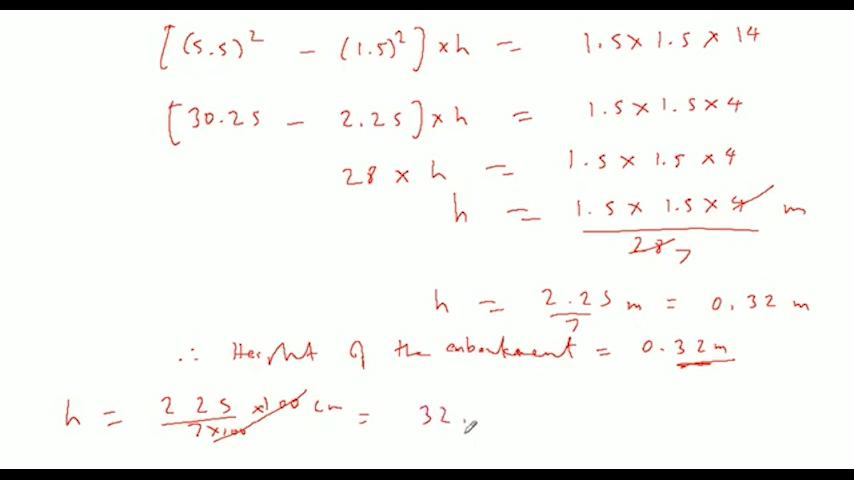 [(5.5)² - (1.5)²] × h = 1.5 × 1.5 × 14
[30.25 - 2.25] × h = 1.5 × 1.5 × 4
28 × h = 1.5 × 1.5 × 4
h = 1.5 × 1.5 × 4 m
28 7
h = 2.25 m = 0.32 m
7
∴ Height of the embankment = 0.32m
h = 225 ×100 cm = 32.
7×100